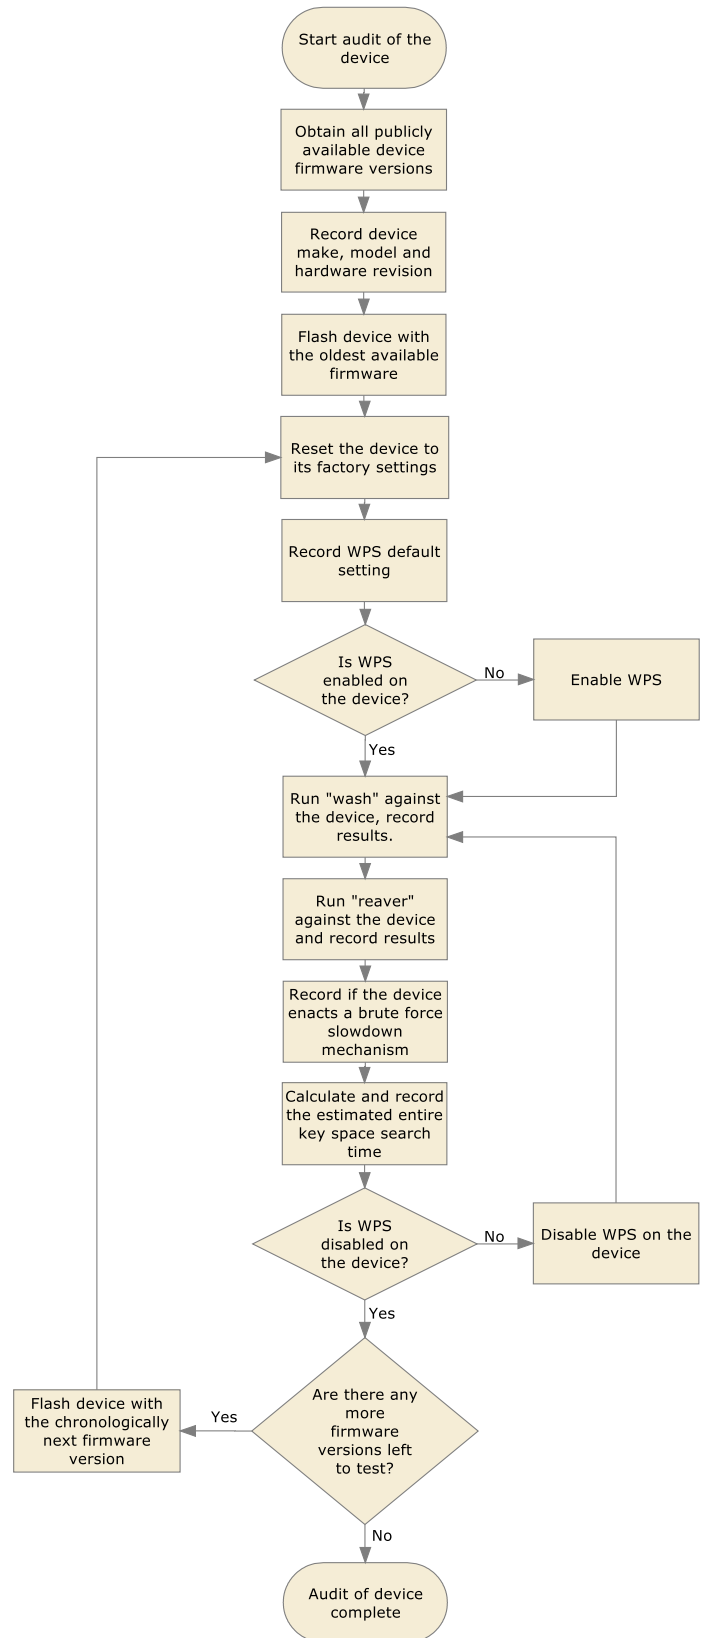 Start audit of the
device
Obtain all publicly
available device
firmware versions
Record device
make, model and
hardware revision
Flash device with
the oldest available
firmware
Reset the device to
its factory settings
Record WPS default
setting
Is WPS
enabled on
the device?
No
Enable WPS
Yes
Run "wash" against
the device, record
results.
Run "reaver"
against the device
and record results
Record if the device
enacts a brute force
slowdown
mechanism
Calculate and record
the estimated entire
key space search
time
Is WPS
disabled on
the device?
No
Disable WPS on the
device
Yes
Are there any
more
firmware
versions left
to test?
Yes
Flash device with
the chronologically
next firmware
version
No
Audit of device
complete